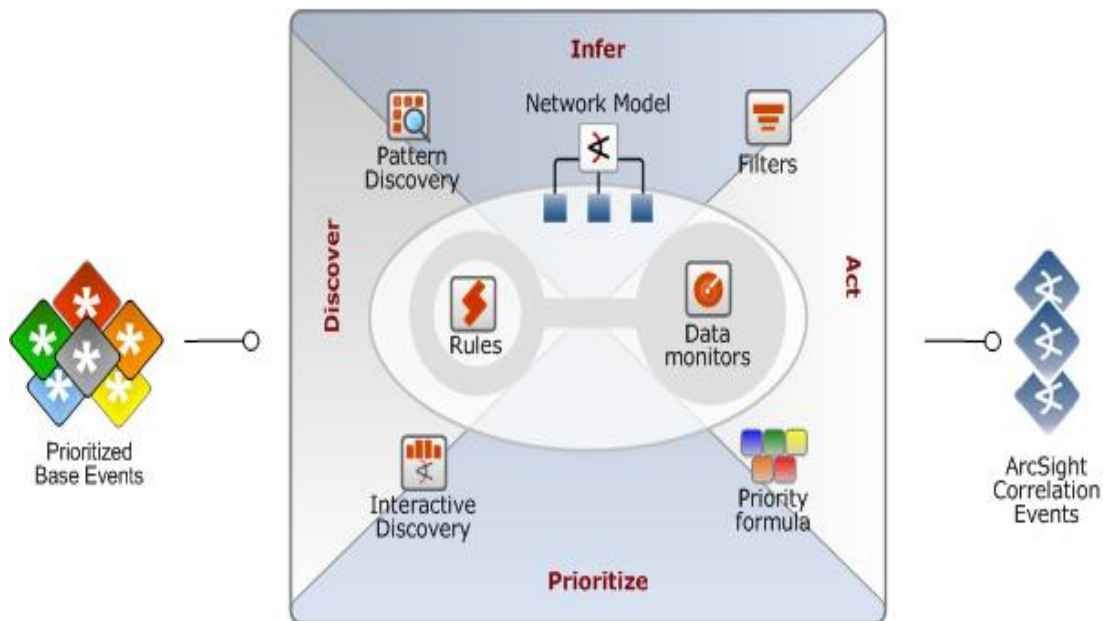 Infer
Network Model
Pattern
Discovery
Filters
Discover
Act
Rules
Data
monitors
Prioritized
Base Events
Interactive
Discovery
Priority
formula
ArcSight
Correlation
Events
Prioritize